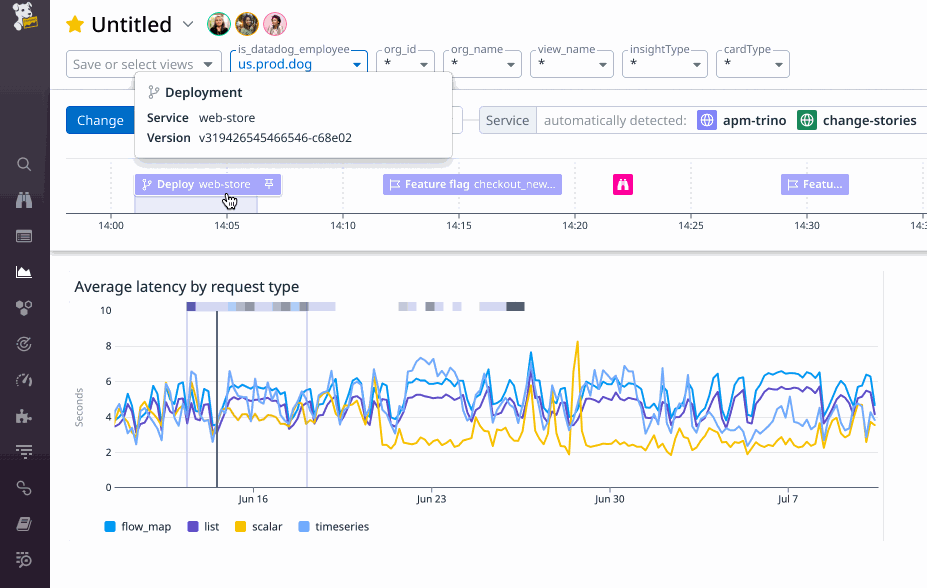 Untitled
Save or select views
is_datadog_employee
us.prod.dog
org_id
*
org_name
*
view_name
*
insightType
*
cardType
*
Change
Service
automatically detected:
apm-trino
change-stories
Deployment
Service web-store
Version v319426545466546-c68e02
Deploy web-store
Feature flag checkout_new...
Featu...
14:00 14:05 14:10 14:15 14:20 14:25 14:30 14:3
Average latency by request type
Seconds
10
8
6
4
2
0
Jun 16 Jun 23 Jun 30 Jul 7
flow_map list scalar timeseries